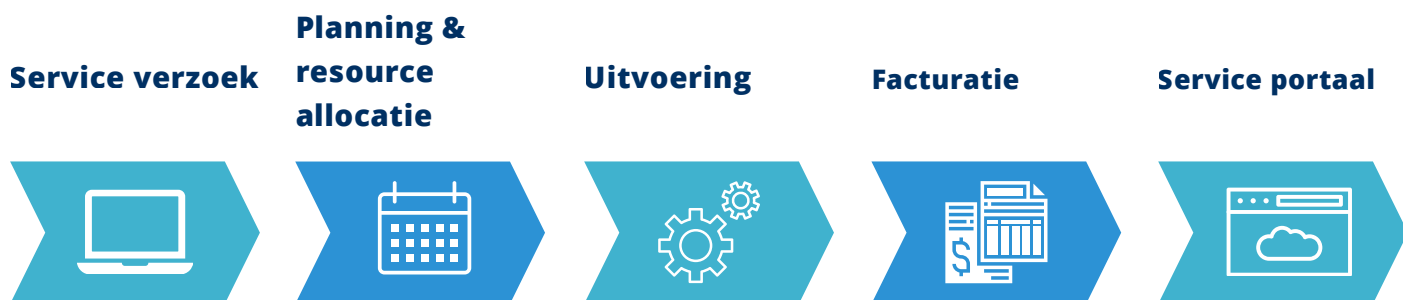 Service verzoek
Planning &
resource
allocatie
Uitvoering
Facturatie
Service portaal
$